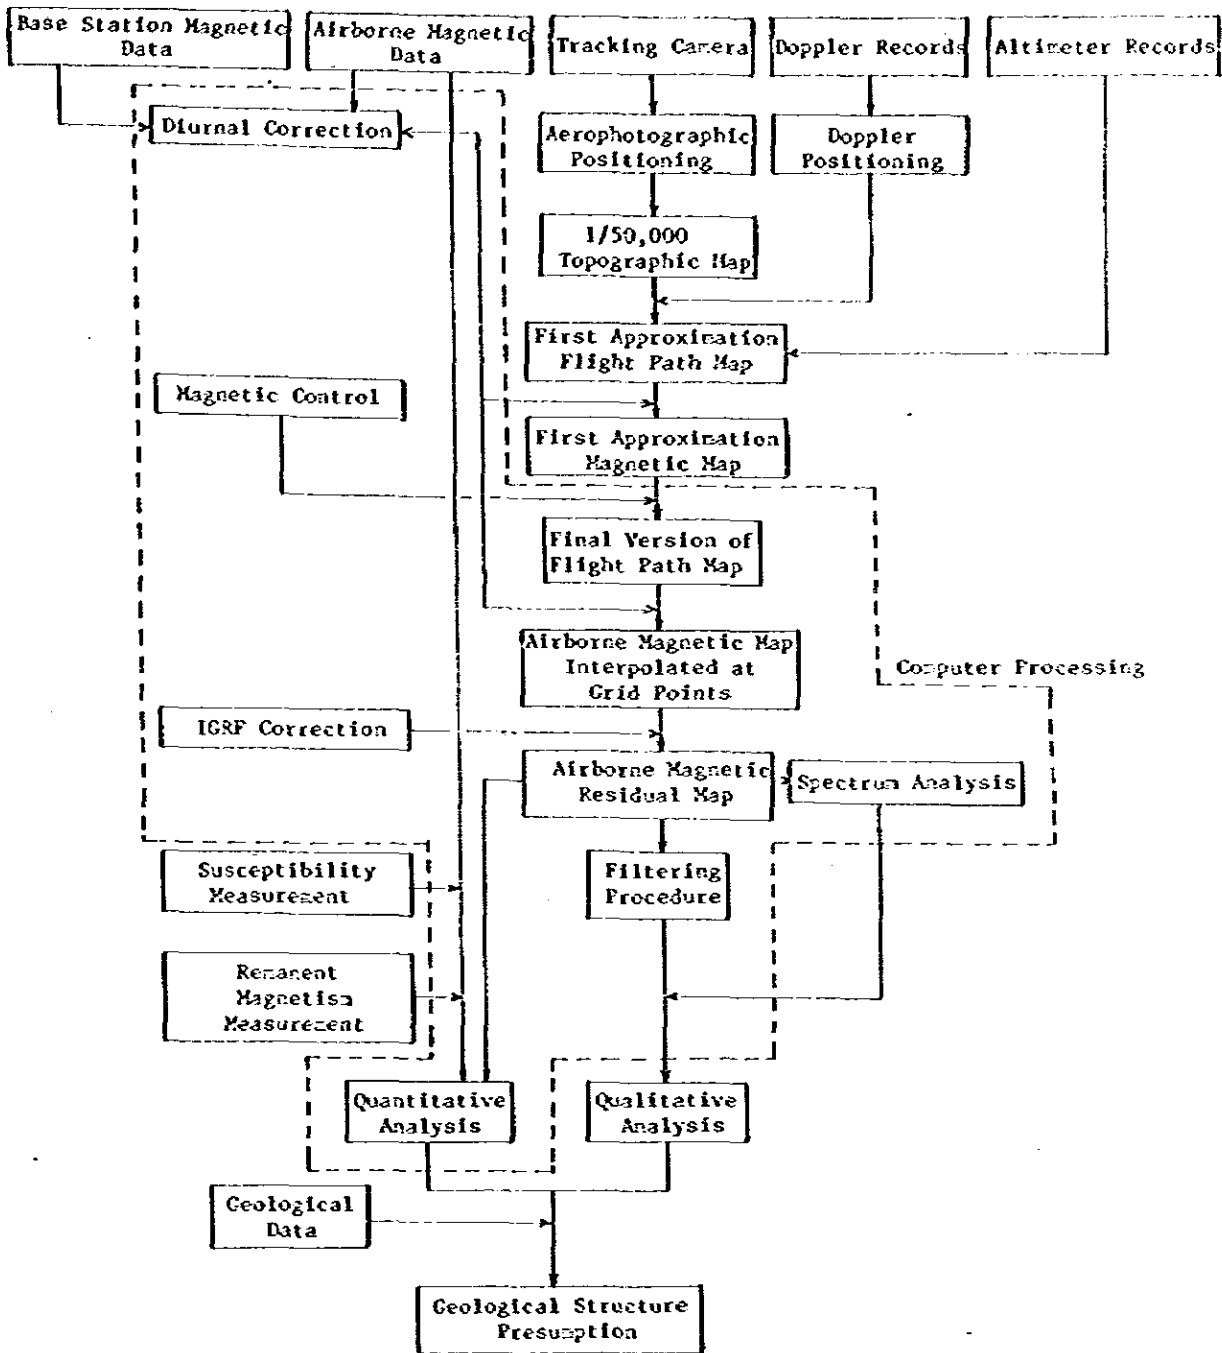 Base Station Magnetic
Data
Airborne Magnetic
Data
Tracking Camera
Doppler Records
Altimeter Records
Diurnal Correction
Aerophotographic
Positioning
Doppler
Positioning
1/50,000
Topographic Map
First Approximation
Flight Path Map
Magnetic Control
First Approximation
Magnetic Map
Final Version of
Flight Path Map
Airborne Magnetic Map
Interpolated at
Grid Points
Computer Processing
IGRF Correction
Airborne Magnetic
Residual Map
Spectrum Analysis
Susceptibility
Measurement
Filtering
Procedure
Remanent
Magnetism
Measurement
Quantitative
Analysis
Qualitative
Analysis
Geological
Data
Geological Structure
Presumption